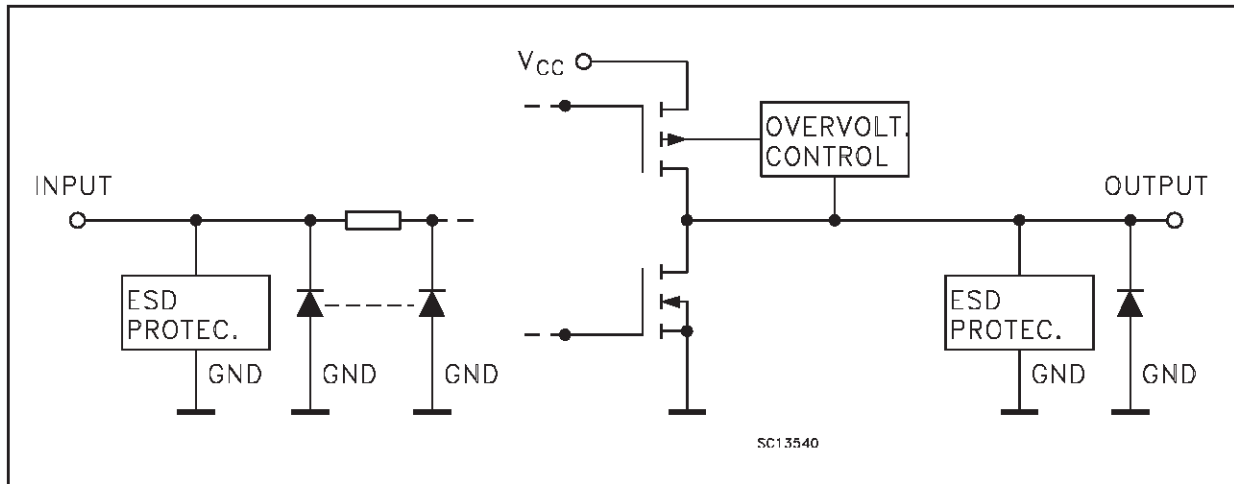 VCC
OVERVOLT.
CONTROL
INPUT
OUTPUT
ESD
PROTEC.
ESD
PROTEC.
GND
GND
GND
GND
GND
SC13540